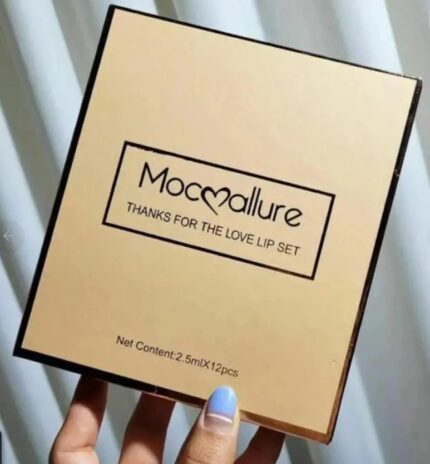 Mocallure
THANKS FOR THE LOVE LIP SET
Net Content:2.5mlX12pcs